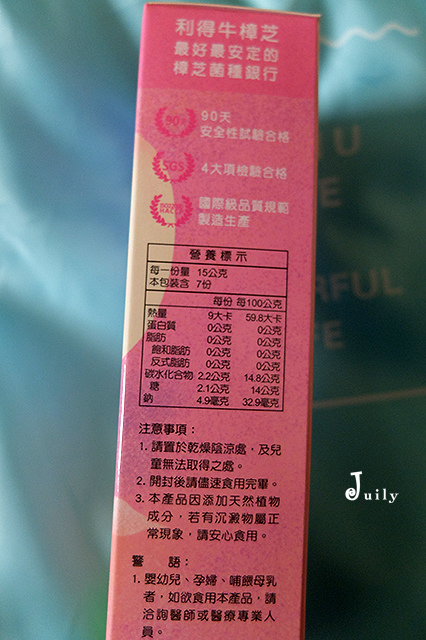 利得牛樟芝
最好最安定的
樟芝菌種銀行
90天
90天
安全性試驗合格
SGS
4大項檢驗合格
國際級品質規範
製造生產
營養標示
每一份量 15公克
本包裝含 7份
每份 每100公克
熱量 9大卡 59.8大卡
蛋白質 0公克 0公克
脂肪 0公克 0公克
飽和脂肪 0公克 0公克
反式脂肪 0公克 0公克
碳水化合物 2.2公克 14.8公克
糖 2.1公克 14公克
鈉 4.9毫克 32.9毫克
注意事項：
1. 請置於乾燥陰涼處，及兒
童無法取得之處。
2. 開封後請儘速食用完畢。
3. 本產品因添加天然植物
成分，若有沉澱物屬正
常現象，請安心食用。
警 語：
1. 嬰幼兒、孕婦、哺餵母乳
者，如欲食用本產品，請
洽詢醫師或醫療專業人
員。
U
E
RFUL
FE
Juily